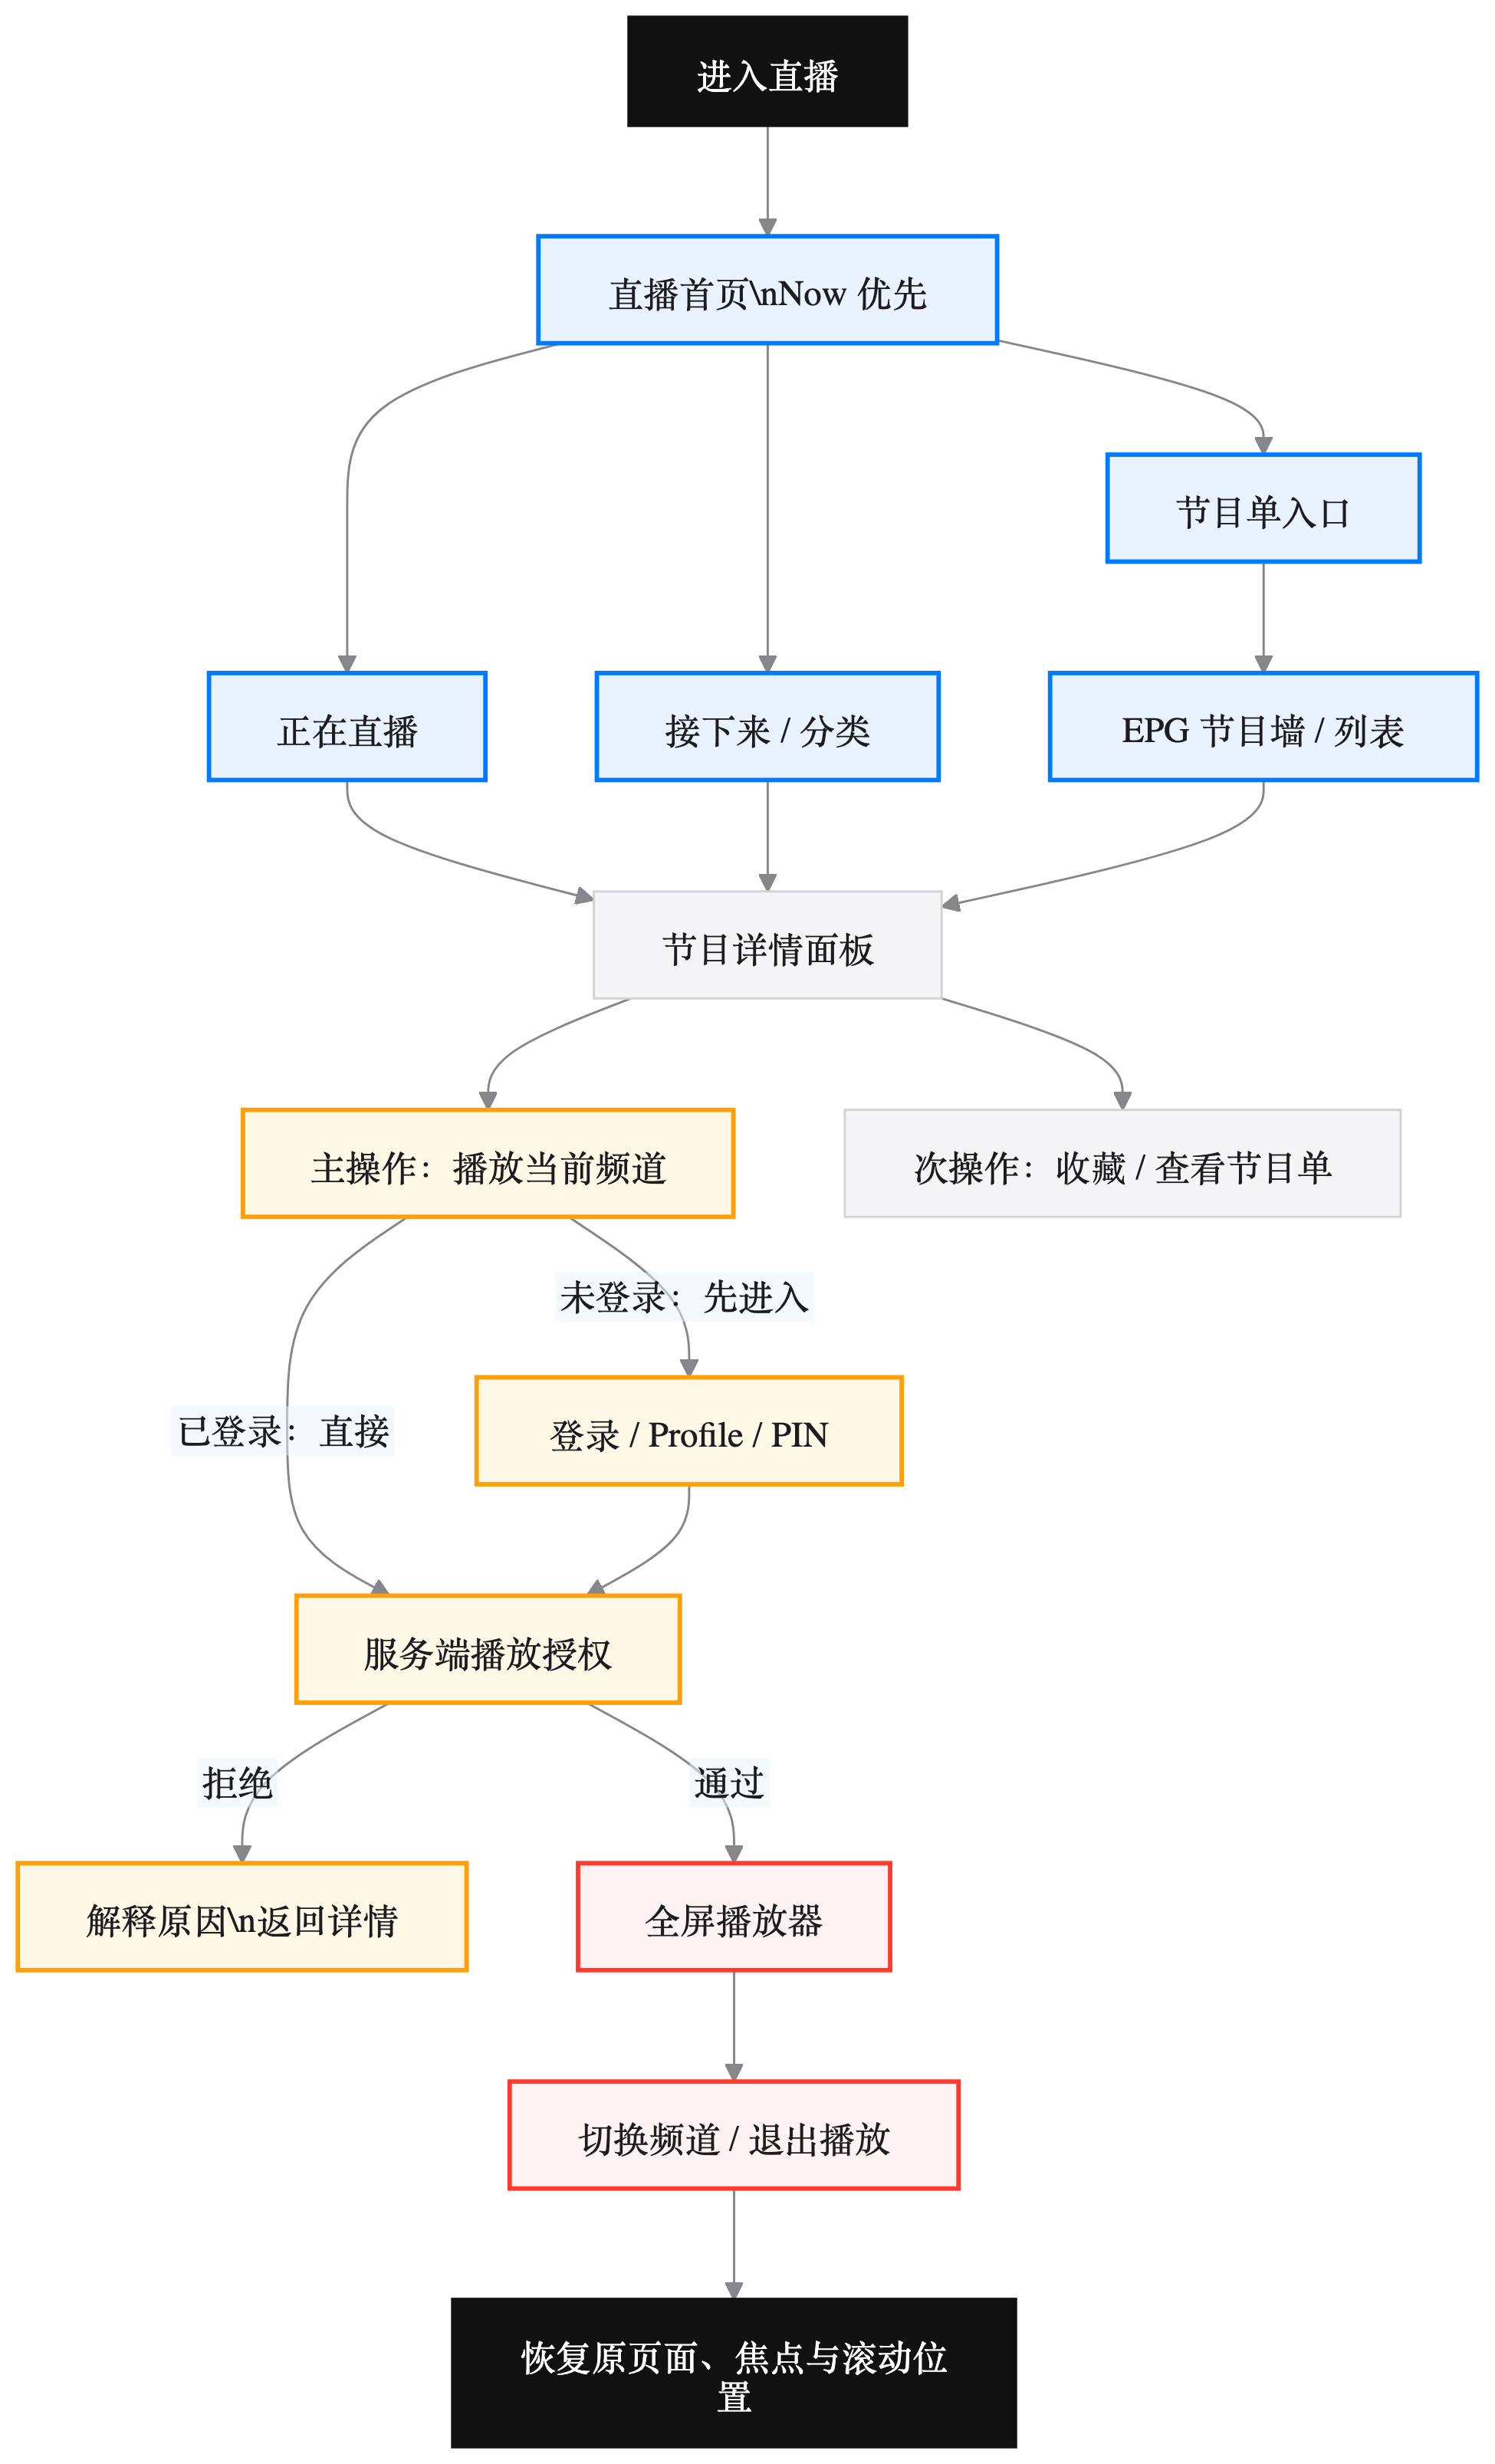 进入直播
直播首页\nNow 优先
节目单入口
正在直播
接下来 / 分类
EPG 节目墙 / 列表
节目详情面板
主操作：播放当前频道
次操作：收藏 / 查看节目单
未登录：先进入
已登录：直接
登录 / Profile / PIN
服务端播放授权
拒绝
通过
解释原因\n返回详情
全屏播放器
切换频道 / 退出播放
恢复原页面、焦点与滚动位
置